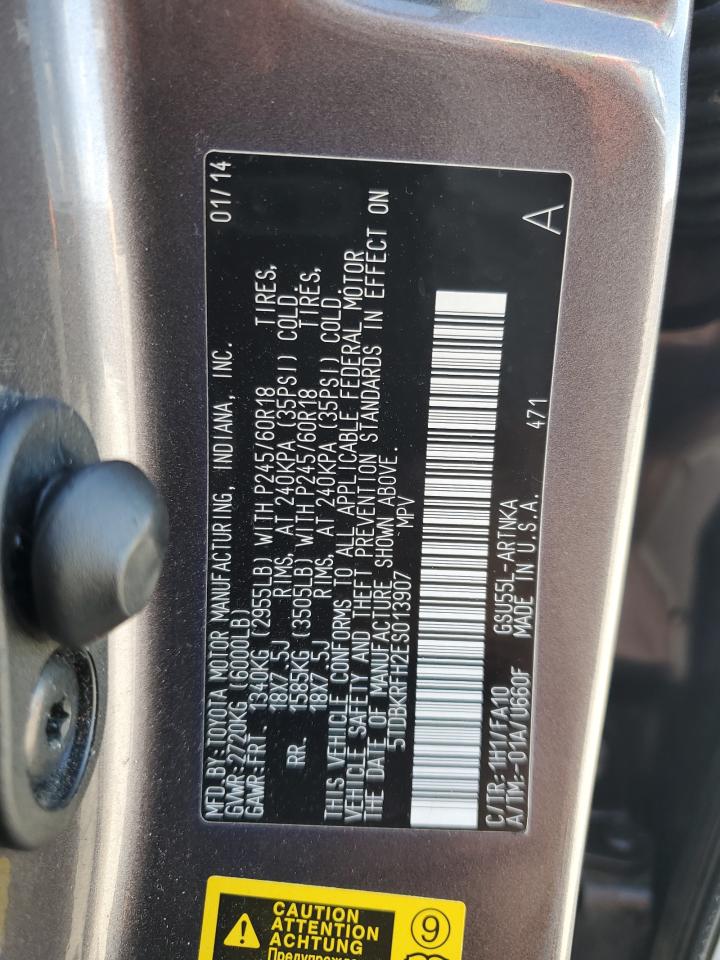 MFD. BY: TOYOTA MOTOR MANUFACTURING, INDIANA, INC. 01/14
GVWR: 2720KG (6000LB)
GAWR: FRT. 1340KG (2955LB) WITH P245/60R18 TIRES,
18X7.5J RIMS, AT 240KPA (35PSI) COLD.
RR. 1585KG (3505LB) WITH P245/60R18 TIRES,
18X7.5J RIMS, AT 240KPA (35PSI) COLD.
THIS VEHICLE CONFORMS TO ALL APPLICABLE FEDERAL MOTOR
VEHICLE SAFETY AND THEFT PREVENTION STANDARDS IN EFFECT ON
THE DATE OF MANUFACTURE SHOWN ABOVE.
5TDBKRFH2ES013907 MPV
C/TR: 1H1/FA10 GSU55L-ARTNKA 471
A/TM: -01A/U660F MADE IN U.S.A.
A
CAUTION
ATTENTION
ACHTUNG
9